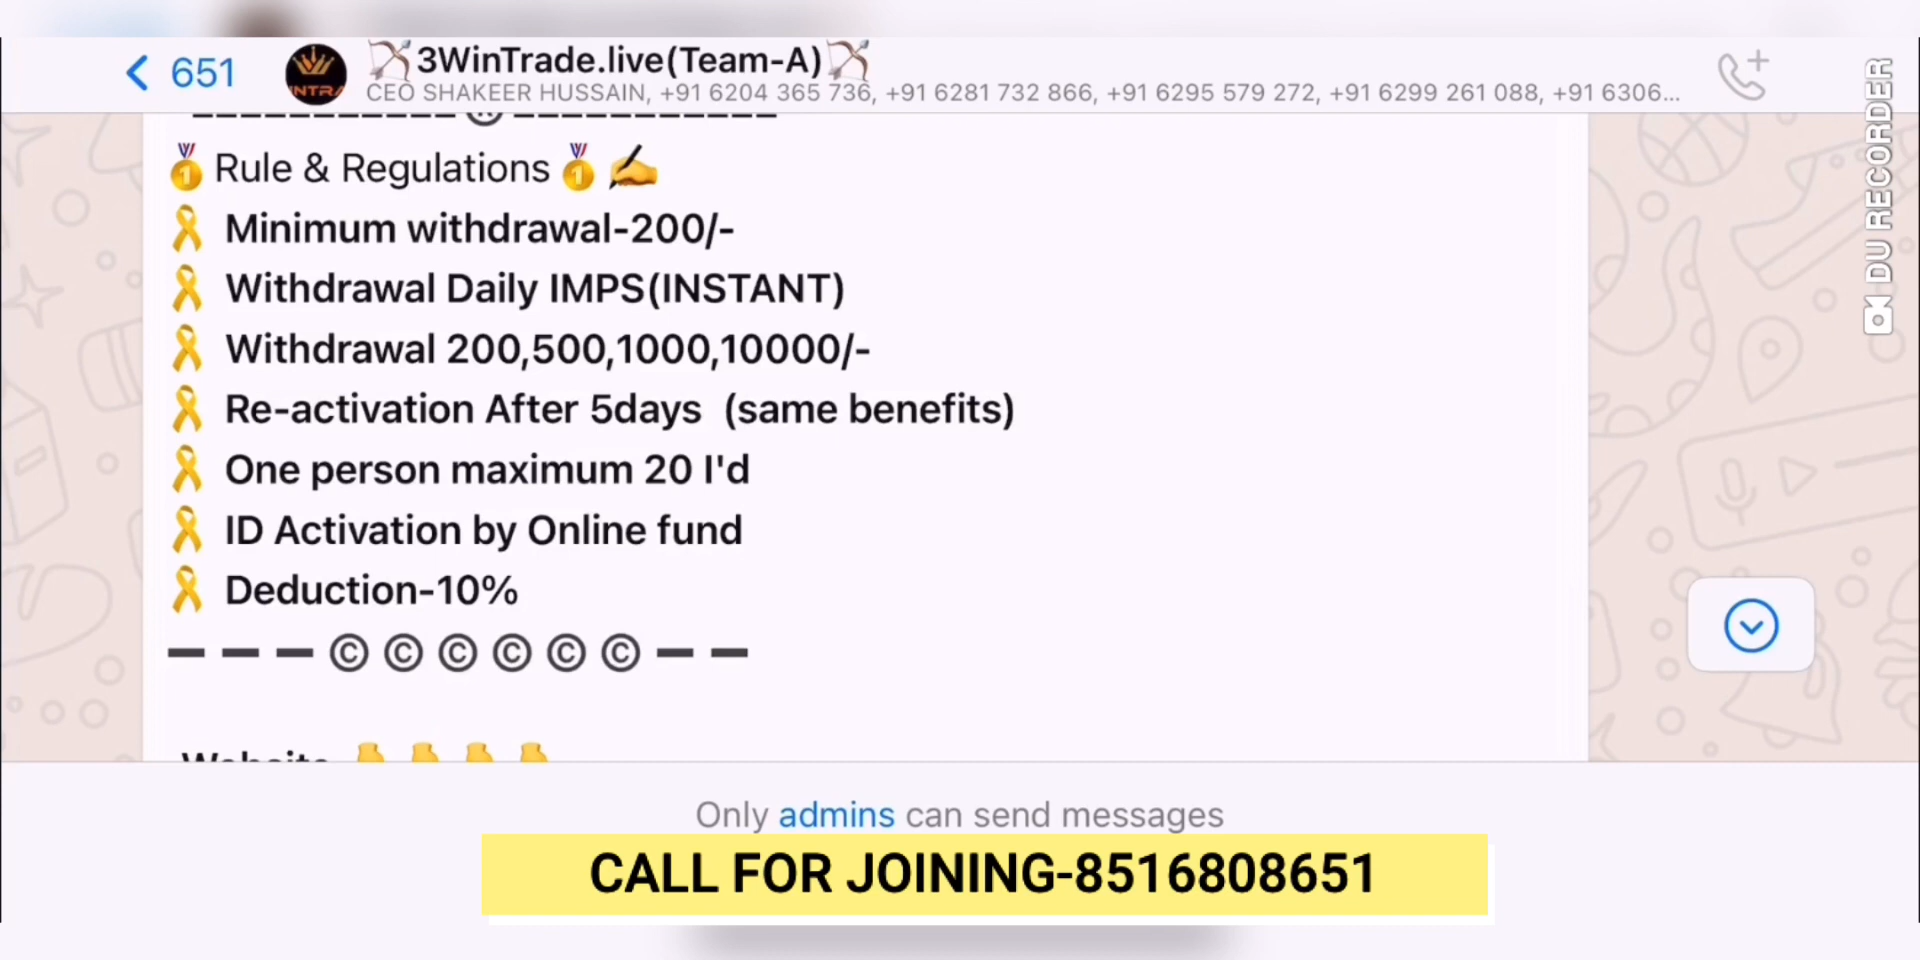 651
3WinTrade.live(Team-A)
CEO SHAKEER HUSSAIN, +91 6204 365 736, +91 6281 732 866, +91 6295 579 272, +91 6299 261 088, +91 6306...
INTRA
DU RECORDER
🥇Rule & Regulations🥇✍
🎗 Minimum withdrawal-200/-
🎗 Withdrawal Daily IMPS(INSTANT)
🎗 Withdrawal 200,500,1000,10000/-
🎗 Re-activation After 5days (same benefits)
🎗 One person maximum 20 I'd
🎗 ID Activation by Online fund
🎗 Deduction-10%
— — — © © © © © © — —
Website 👇👇👇👇
Only admins can send messages
CALL FOR JOINING-8516808651